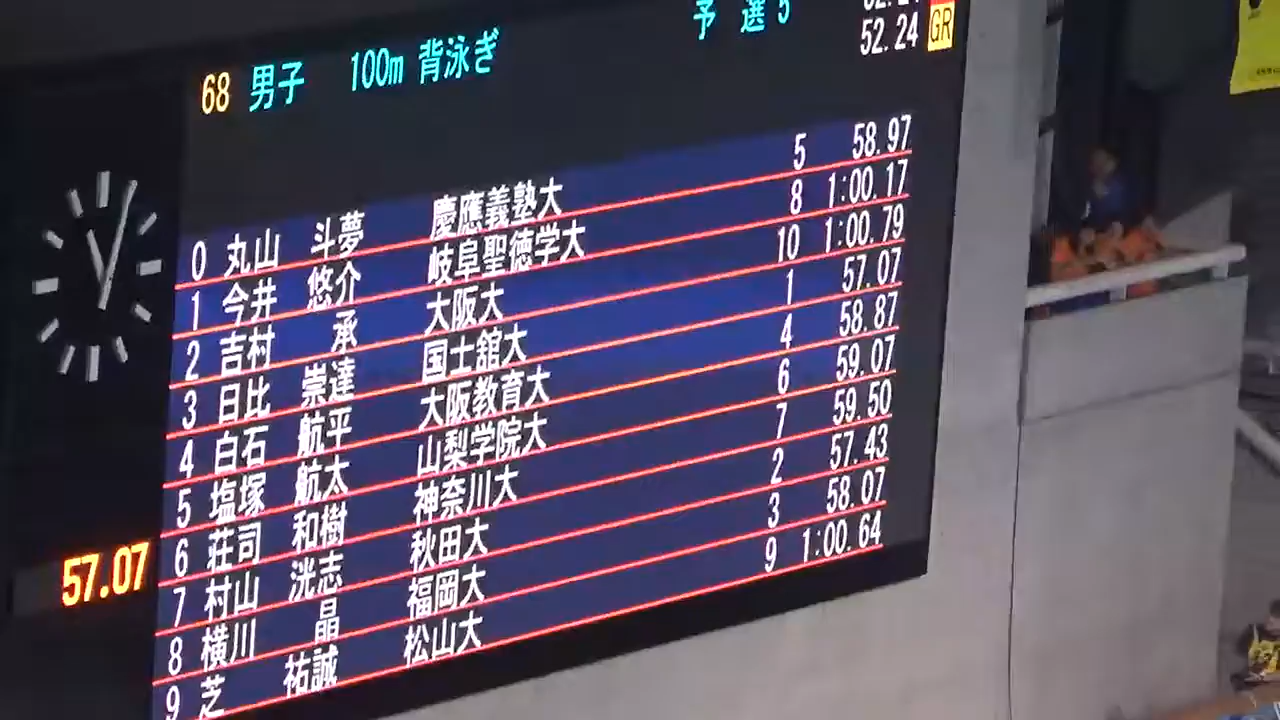 68 男子 100m 背泳ぎ 予 選 5
52.24 GR
0 丸山 斗夢 慶應義塾大 5 58.97
1 今井 悠介 岐阜聖徳学大 8 1:00.17
2 吉村 承 大阪大 10 1:00.79
3 日比 崇達 国士舘大 1 57.07
4 白石 航平 大阪教育大 4 58.87
5 塩塚 航太 山梨学院大 6 59.07
6 荘司 和樹 神奈川大 7 59.50
7 村山 洸志 秋田大 2 57.43
8 横川 晶 福岡大 3 58.07
9 芝 祐誠 松山大 9 1:00.64
57.07